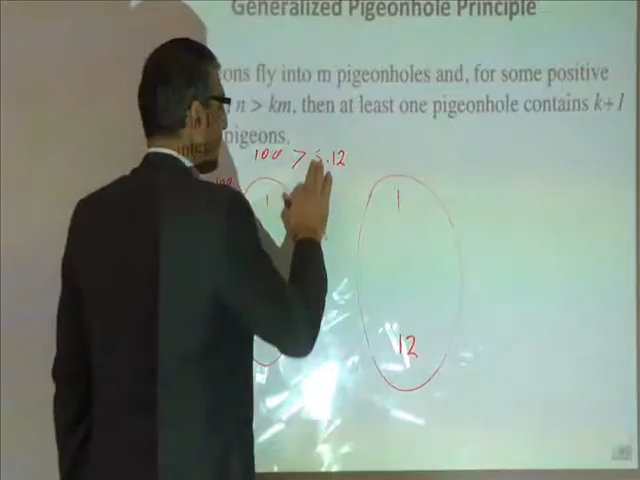 Generalized Pigeonhole Principle
ons fly into m pigeonholes and, for some positive
n > km, then at least one pigeonhole contains k+1
pigeons.
100 > .12
100
1
1
12